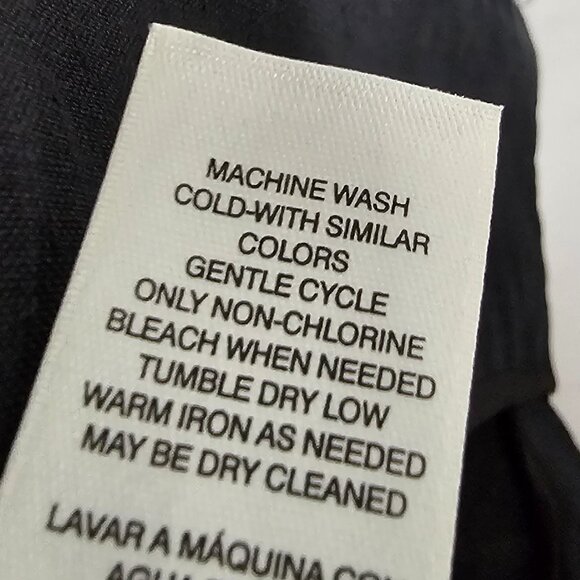 MACHINE WASH
COLD-WITH SIMILAR
COLORS
GENTLE CYCLE
ONLY NON-CHLORINE
BLEACH WHEN NEEDED
TUMBLE DRY LOW
WARM IRON AS NEEDED
MAY BE DRY CLEANED
LAVAR A MÁQUINA
AGUA